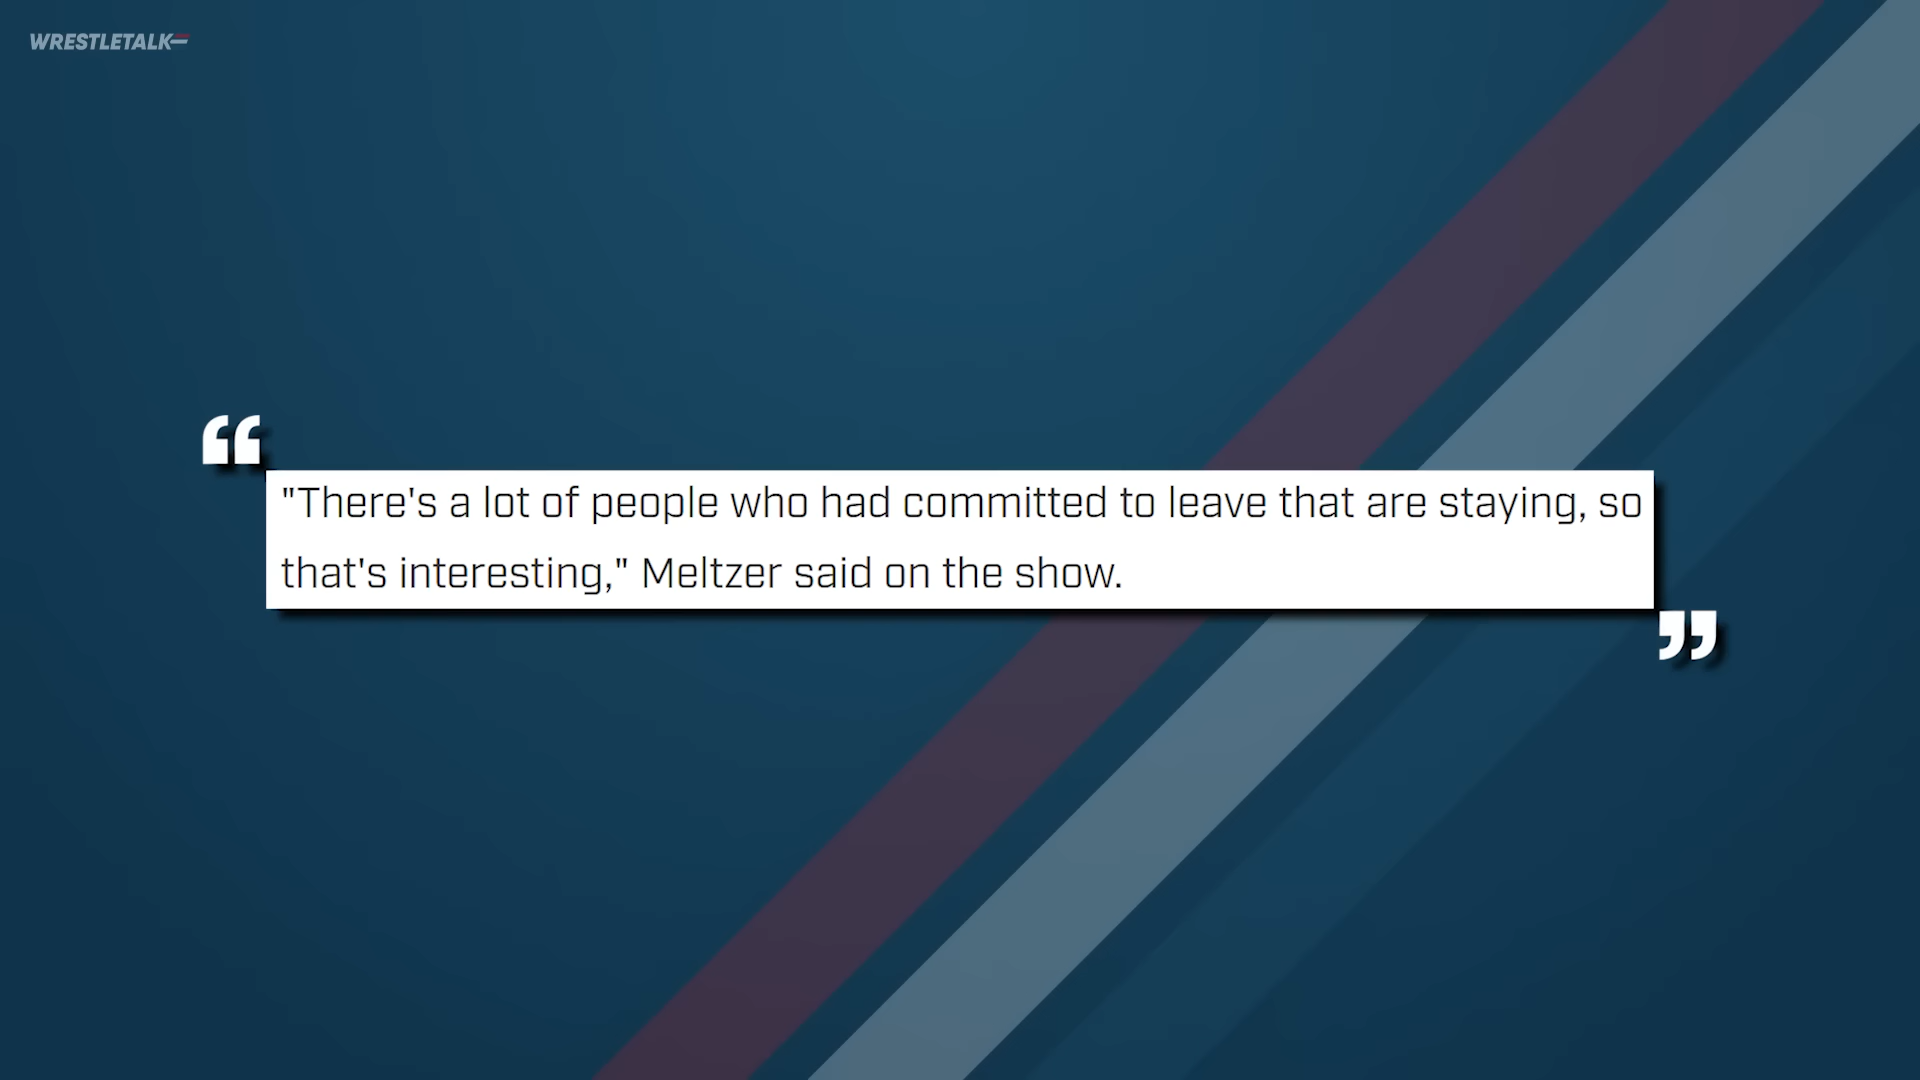 WRESTLETALK
“
"There's a lot of people who had committed to leave that are staying, so
that's interesting," Meltzer said on the show.
”